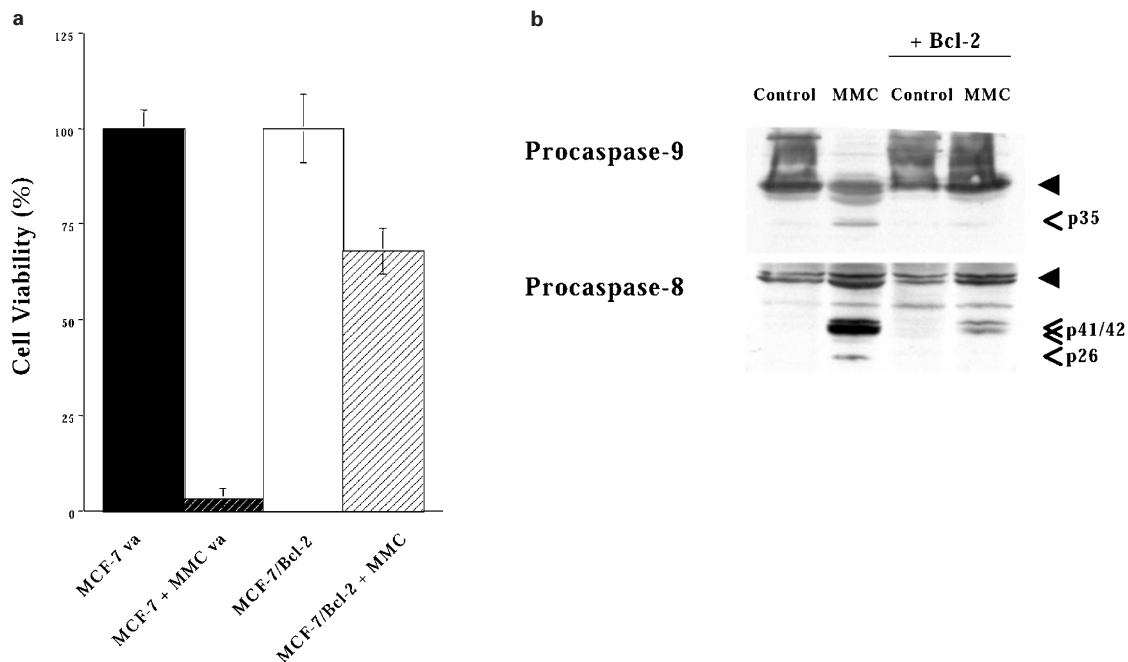 a
Cell Viability (%)
125
100
75
50
25
0
MCF-7 va
MCF-7 + MMC va
MCF-7/Bcl-2
MCF-7/Bcl-2 + MMC
b
+ Bcl-2
Control MMC Control MMC
Procaspase-9
p35
Procaspase-8
p41/42
p26